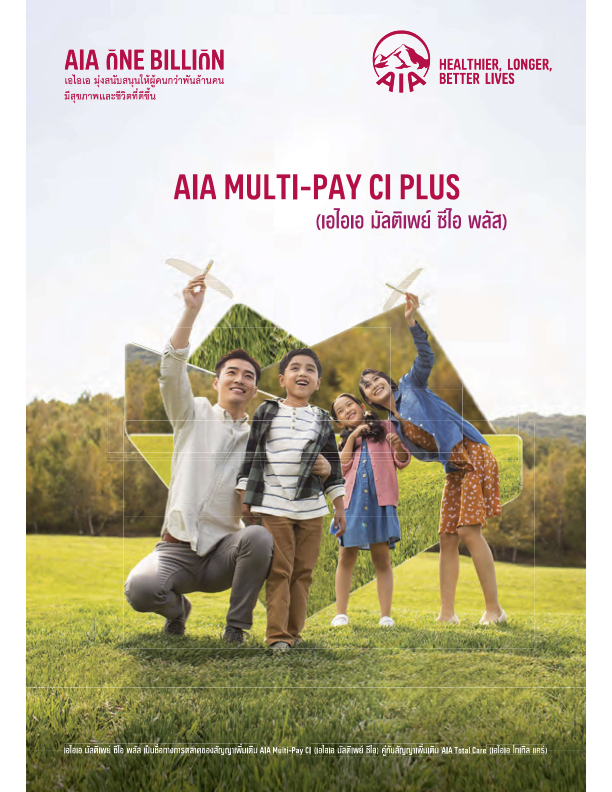 AIA ONE BILLION
เอไอเอ มุ่งสนับสนุนให้ผู้คนกว่าพันล้านคน
มีสุขภาพและชีวิตที่ดีขึ้น
AIA
HEALTHIER, LONGER,
BETTER LIVES
AIA MULTI-PAY CI PLUS
(เอไอเอ มัลติเพย์ ซีไอ พลัส)
เอไอเอ มัลติเพย์ ซีไอ พลัส เป็นชื่อทางการตลาดของสัญญาเพิ่มเติม AIA Multi-Pay CI (เอไอเอ มัลติเพย์ ซีไอ) คู่กับสัญญาเพิ่มเติม AIA Total Care (เอไอเอ โทเทิล แคร์)